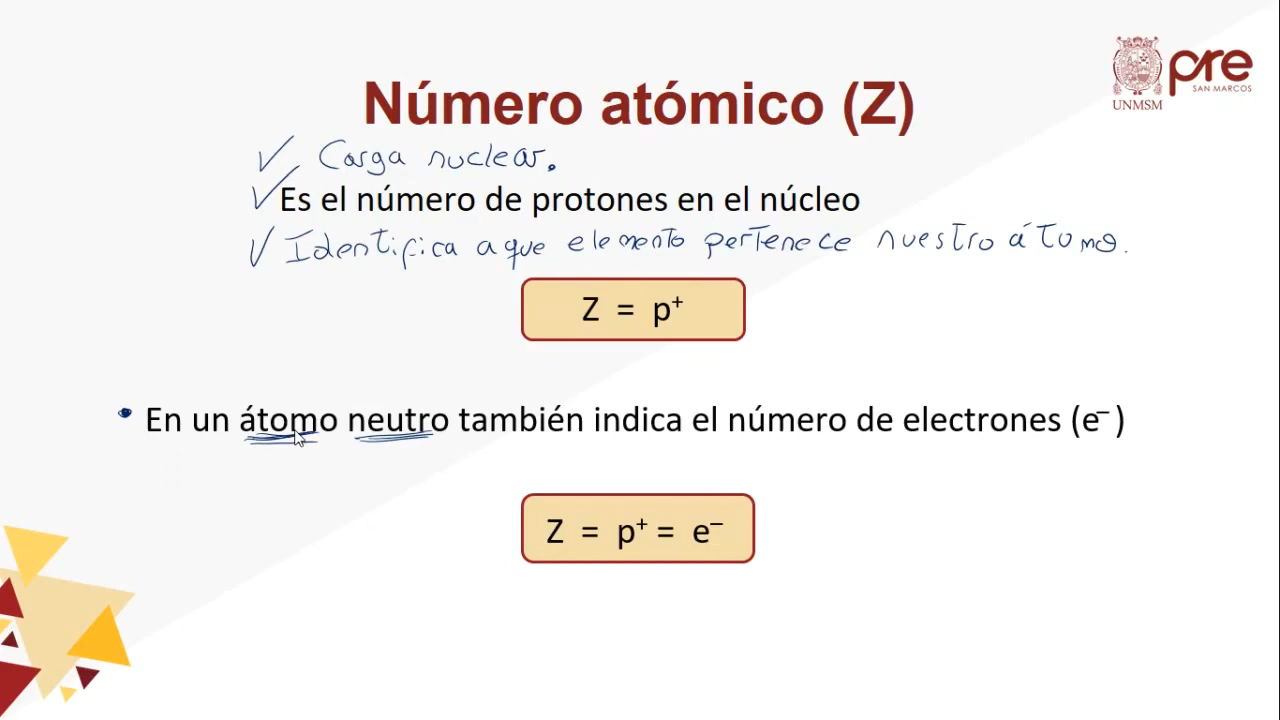 pre
SAN MARCOS
UNMSM
Número atómico (Z)
Carga nuclear.
Es el número de protones en el núcleo
Identifica a que elemento pertenece nuestro átomo.
Z = p⁺
• En un átomo neutro también indica el número de electrones (e⁻)
Z = p⁺ = e⁻